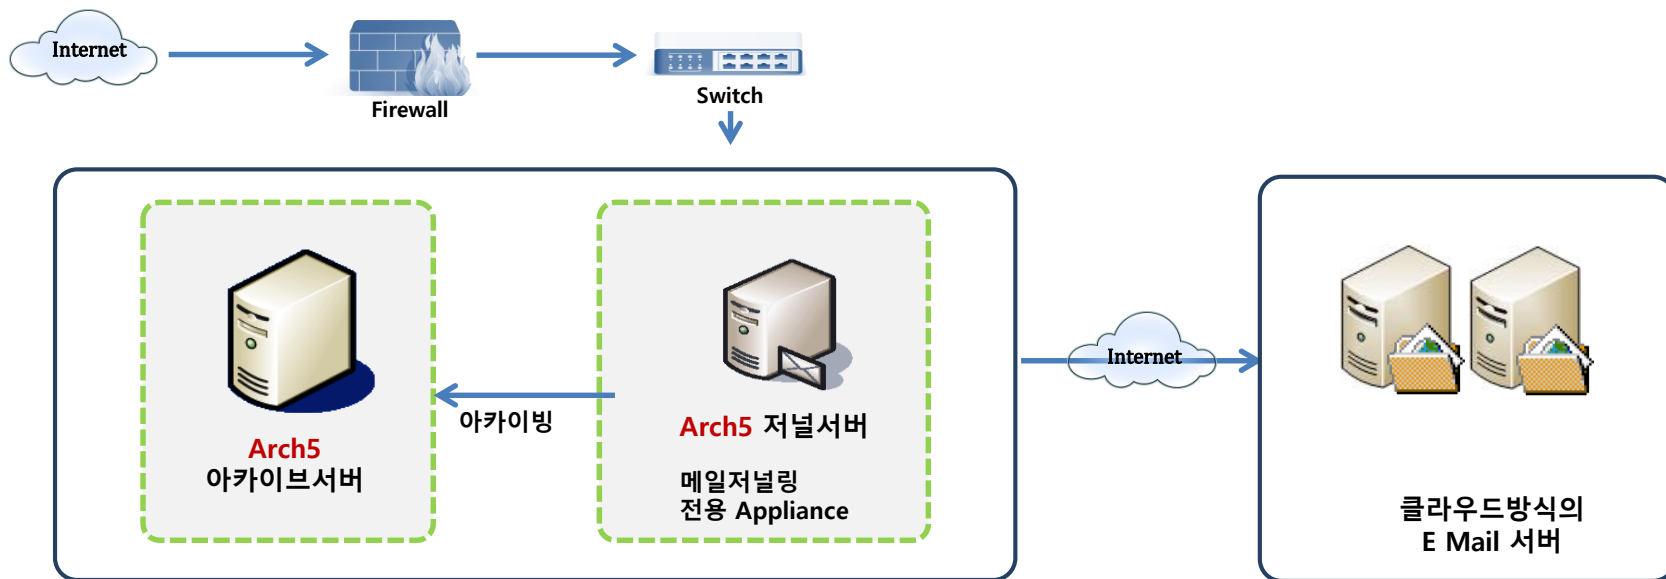 Internet
Firewall
Switch
Arch5
아카이브서버
아카이빙
Arch5 저널서버
메일저널링
전용 Appliance
Internet
클라우드방식의
E Mail 서버